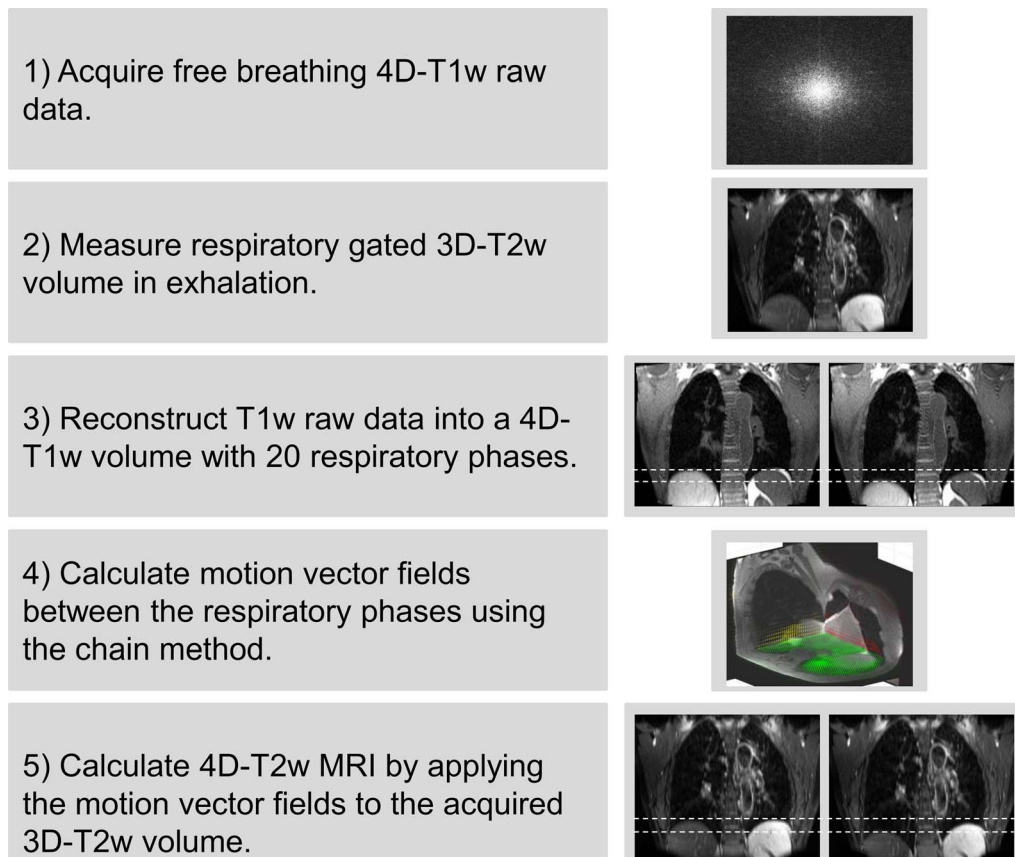 1) Acquire free breathing 4D-T1w raw
data.
2) Measure respiratory gated 3D-T2w
volume in exhalation.
3) Reconstruct T1w raw data into a 4D-
T1w volume with 20 respiratory phases.
4) Calculate motion vector fields
between the respiratory phases using
the chain method.
5) Calculate 4D-T2w MRI by applying
the motion vector fields to the acquired
3D-T2w volume.